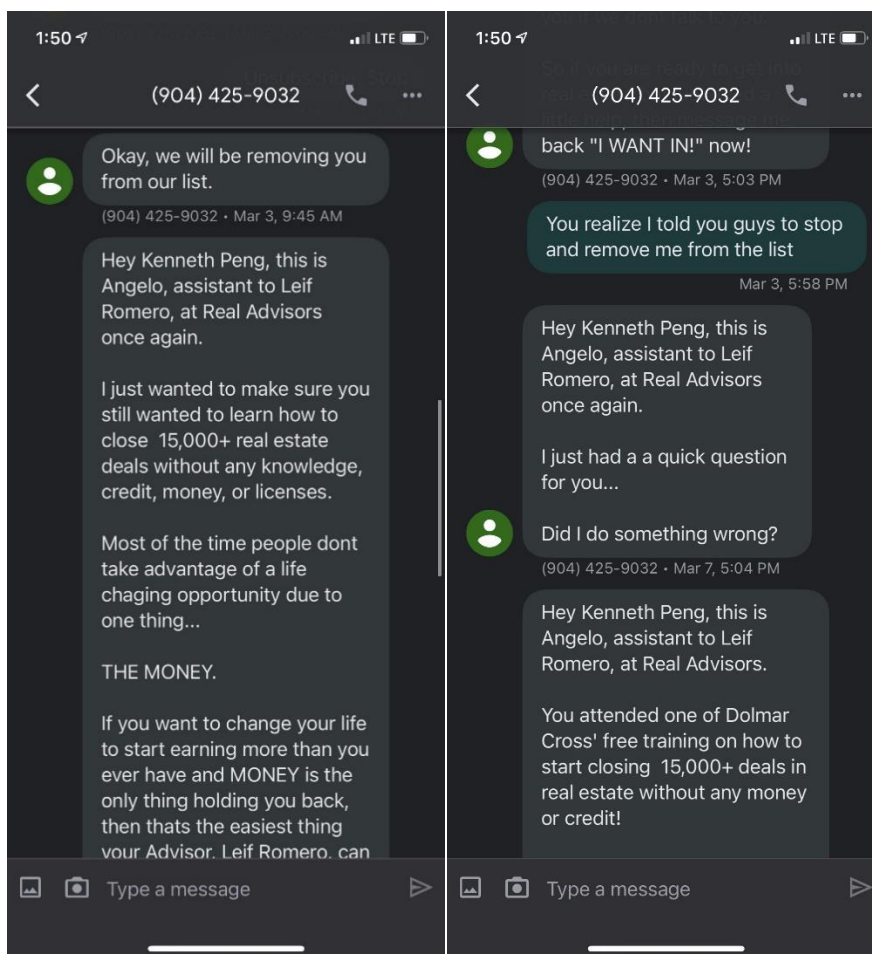 1:50
LTE
(904) 425-9032
Okay, we will be removing you
from our list.
(904) 425-9032 • Mar 3, 9:45 AM
Hey Kenneth Peng, this is
Angelo, assistant to Leif
Romero, at Real Advisors
once again.
I just wanted to make sure you
still wanted to learn how to
close  15,000+ real estate
deals without any knowledge,
credit, money, or licenses.
Most of the time people dont
take advantage of a life
chaging opportunity due to
one thing...
THE MONEY.
If you want to change your life
to start earning more than you
ever have and MONEY is the
only thing holding you back,
then thats the easiest thing
your Advisor, Leif Romero, can
Type a message
1:50
LTE
(904) 425-9032
back "I WANT IN!" now!
(904) 425-9032 • Mar 3, 5:03 PM
You realize I told you guys to stop
and remove me from the list
Mar 3, 5:58 PM
Hey Kenneth Peng, this is
Angelo, assistant to Leif
Romero, at Real Advisors
once again.
I just had a a quick question
for you...
Did I do something wrong?
(904) 425-9032 • Mar 7, 5:04 PM
Hey Kenneth Peng, this is
Angelo, assistant to Leif
Romero, at Real Advisors.
You attended one of Dolmar
Cross' free training on how to
start closing  15,000+ deals in
real estate without any money
or credit!
Type a message